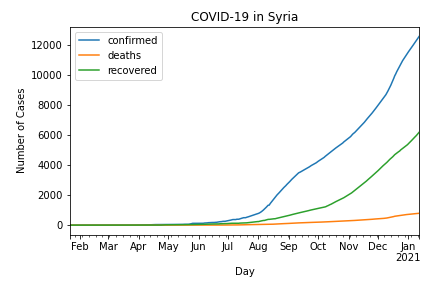 COVID-19 in Syria
confirmed
deaths
recovered
Number of Cases
12000
10000
8000
6000
4000
2000
0
Feb Mar Apr May Jun Jul Aug Sep Oct Nov Dec Jan
2021
Day